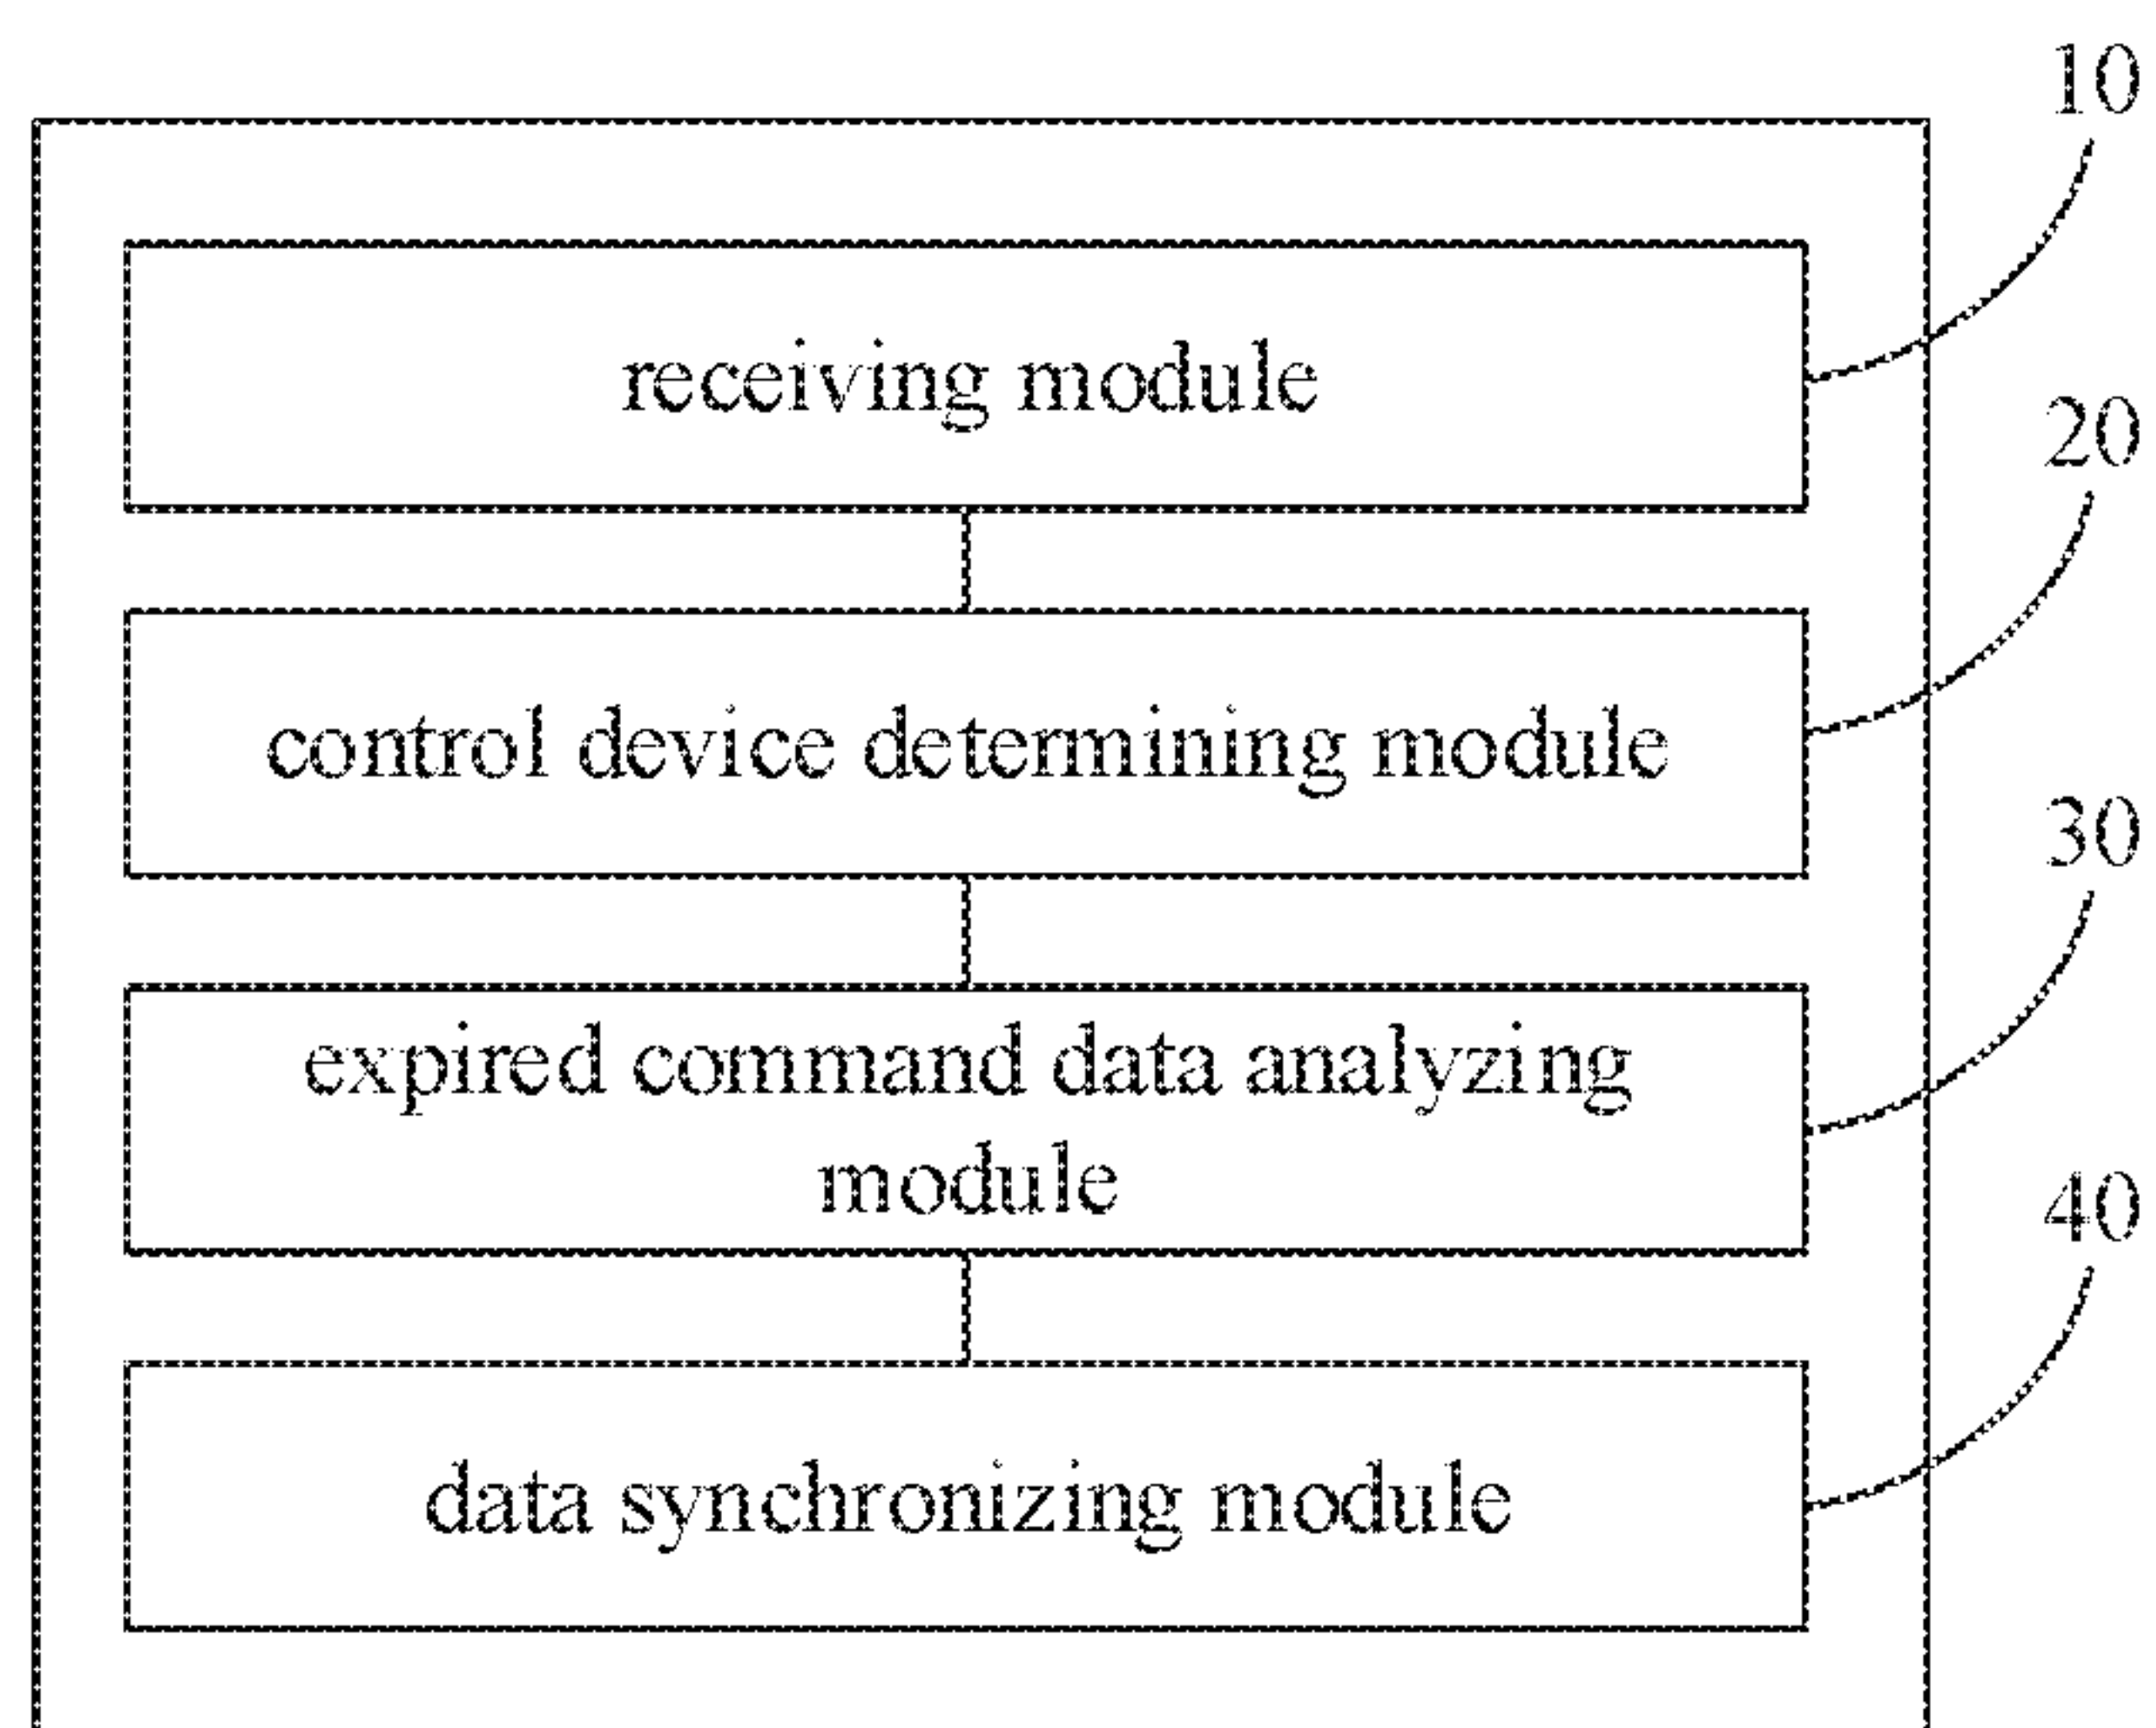 10
receiving module
20
control device determining module
30
expired command data analyzing
module
40
data synchronizing module